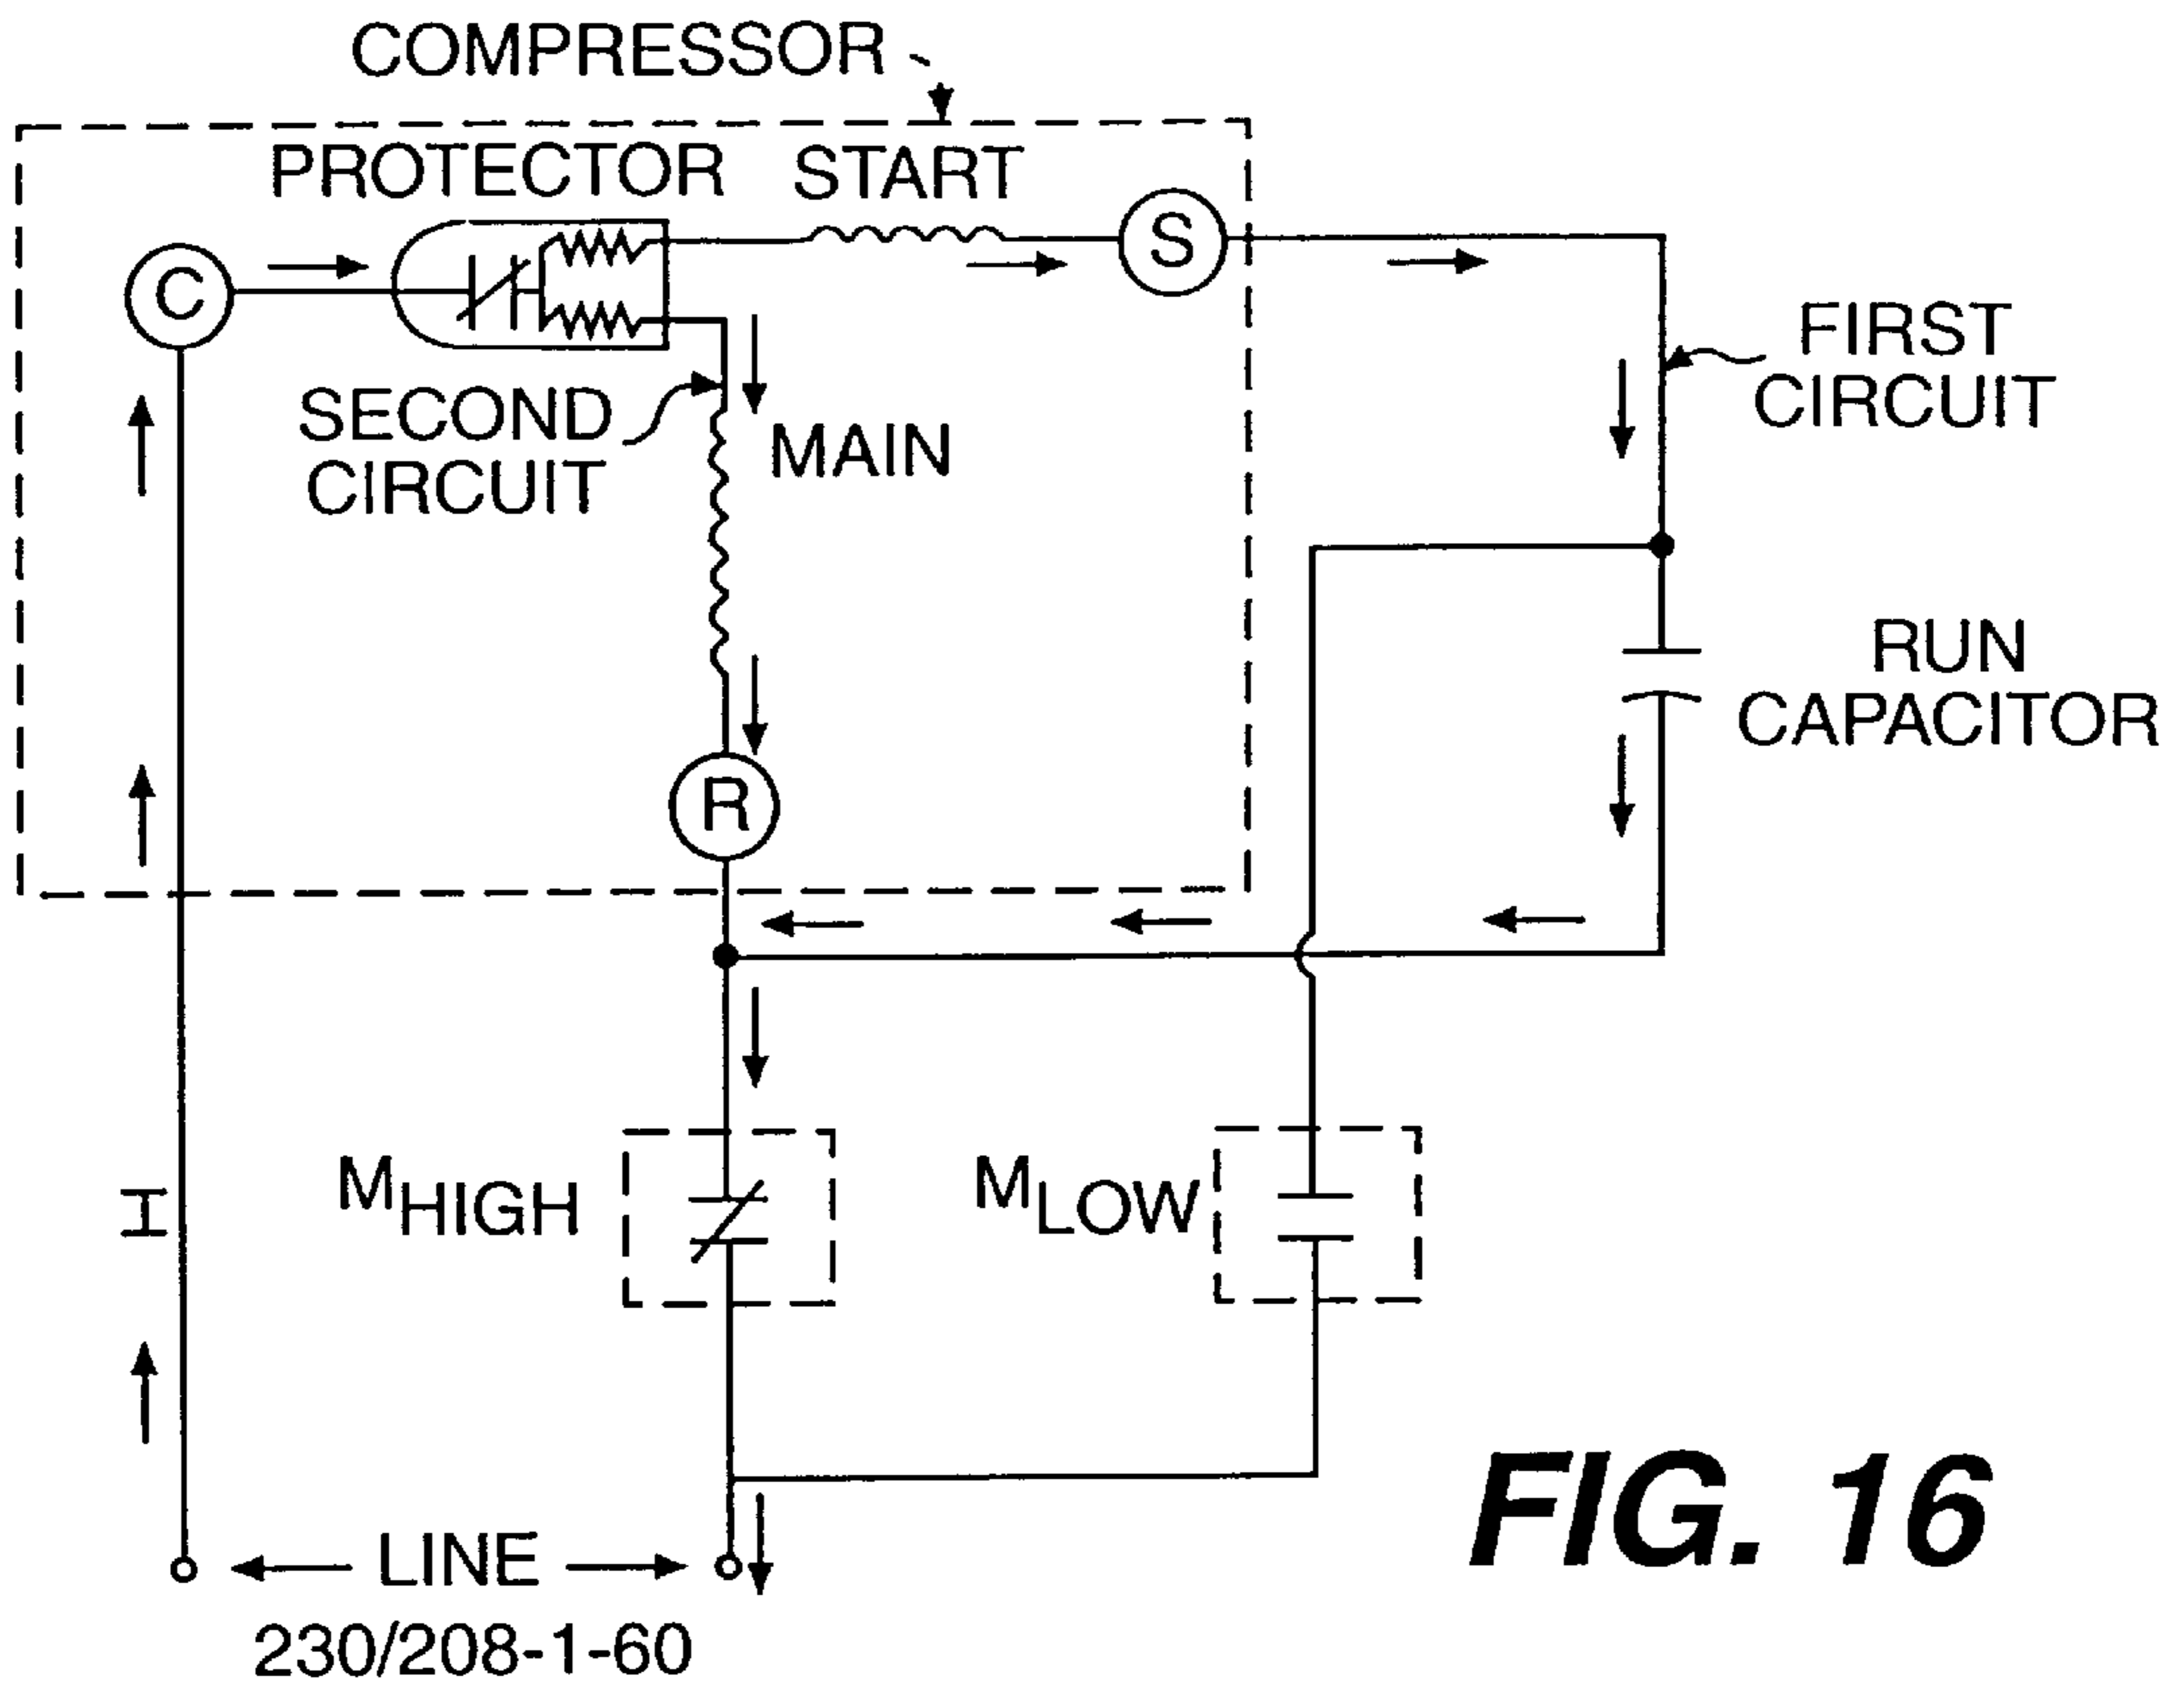 COMPRESSOR
PROTECTOR
START
C
S
FIRST
CIRCUIT
SECOND
CIRCUIT
MAIN
RUN
CAPACITOR
R
MHIGH
MLOW
I
LINE
230/208-1-60
FIG. 16